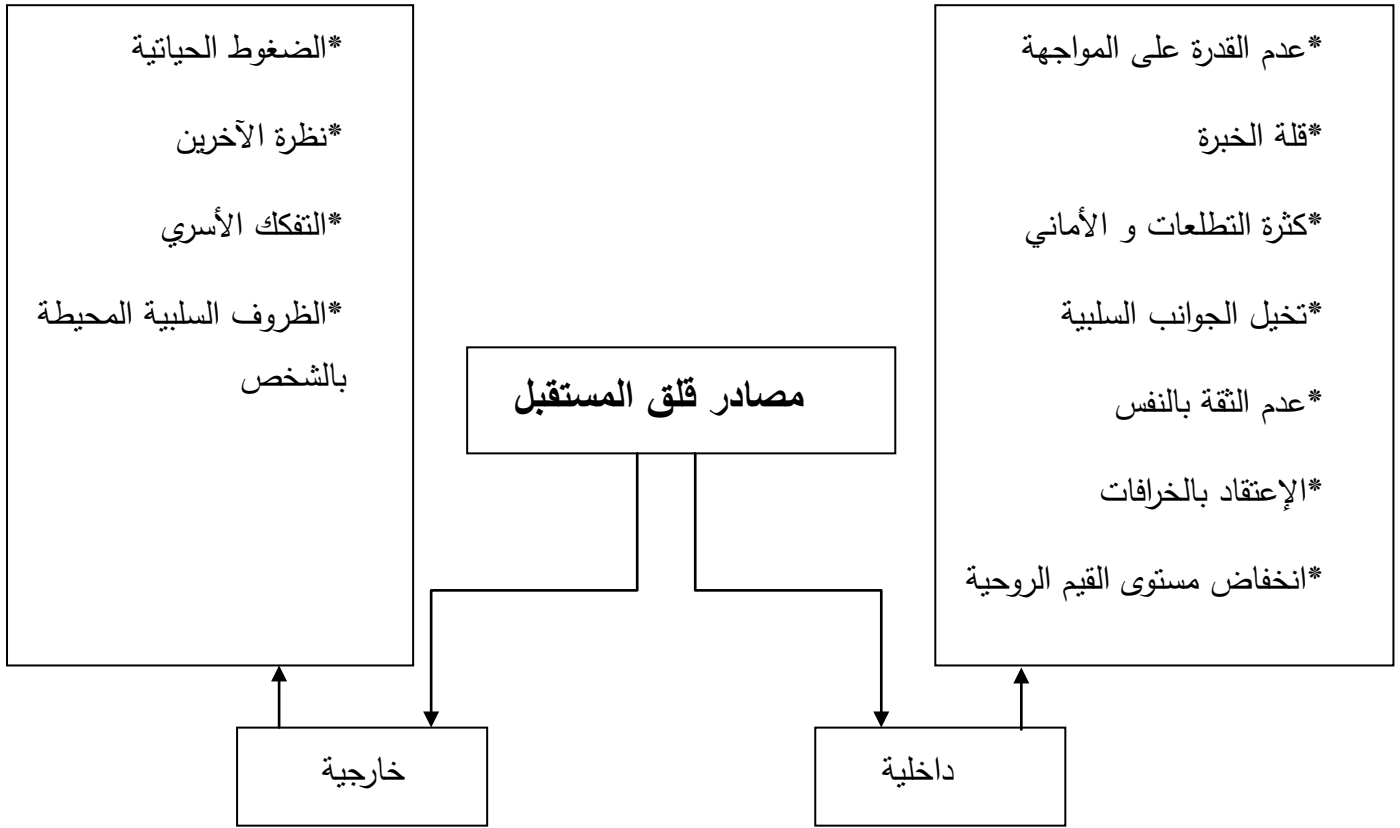 *عدم القدرة على المواجهة
*قلة الخبرة
*كثرة التطلعات و الأماني
*تخيل الجوانب السلبية
*عدم الثقة بالنفس
*الإعتقاد بالخرافات
*انخفاض مستوى القيم الروحية
*الضغوط الحياتية
*نظرة الآخرين
*التفكك الأسري
*الظروف السلبية المحيطة
بالشخص
مصادر قلق المستقبل
داخلية
خارجية